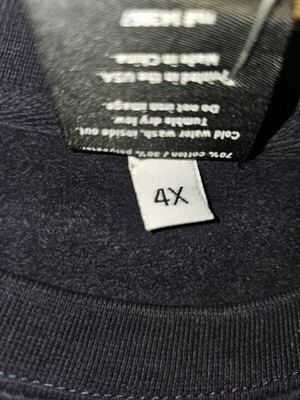 70% cotton / 30% polyester
Cold water wash, inside out.
Do not iron image.
Tumble dry low
Printed in the USA.
Made in China.
4X